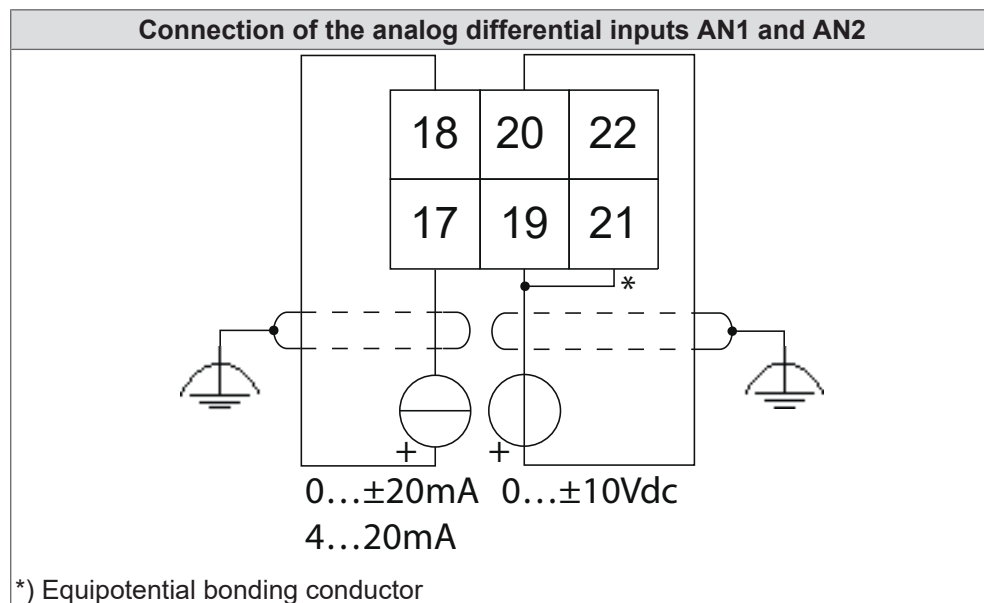 Connection of the analog differential inputs AN1 and AN2
18 20 22
17 19 21
*
+ +
0…±20mA 0…±10Vdc
4…20mA
*) Equipotential bonding conductor